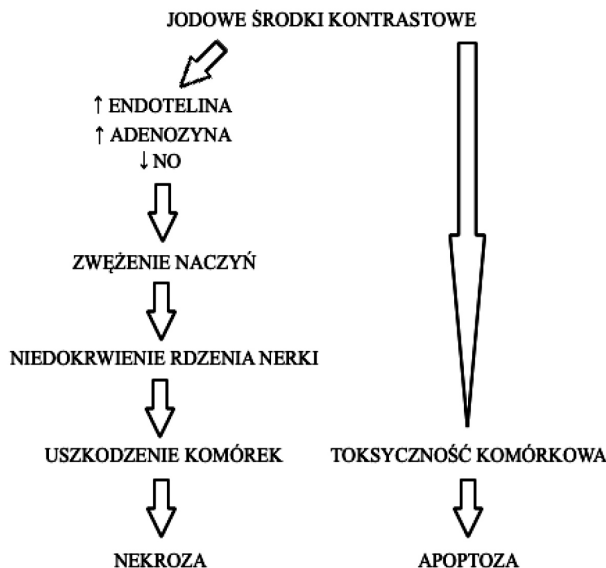 JODOWE ŚRODKI KONTRASTOWE
↑ ENDOTELINA
↑ ADENOZYNA
↓ NO
ZWĘŻENIE NACZYŃ
NIEDOKRWIENIE RDZENIA NERKI
USZKODZENIE KOMÓREK
TOKSYCZNOŚĆ KOMÓRKOWA
NEKROZA
APOPTOZA